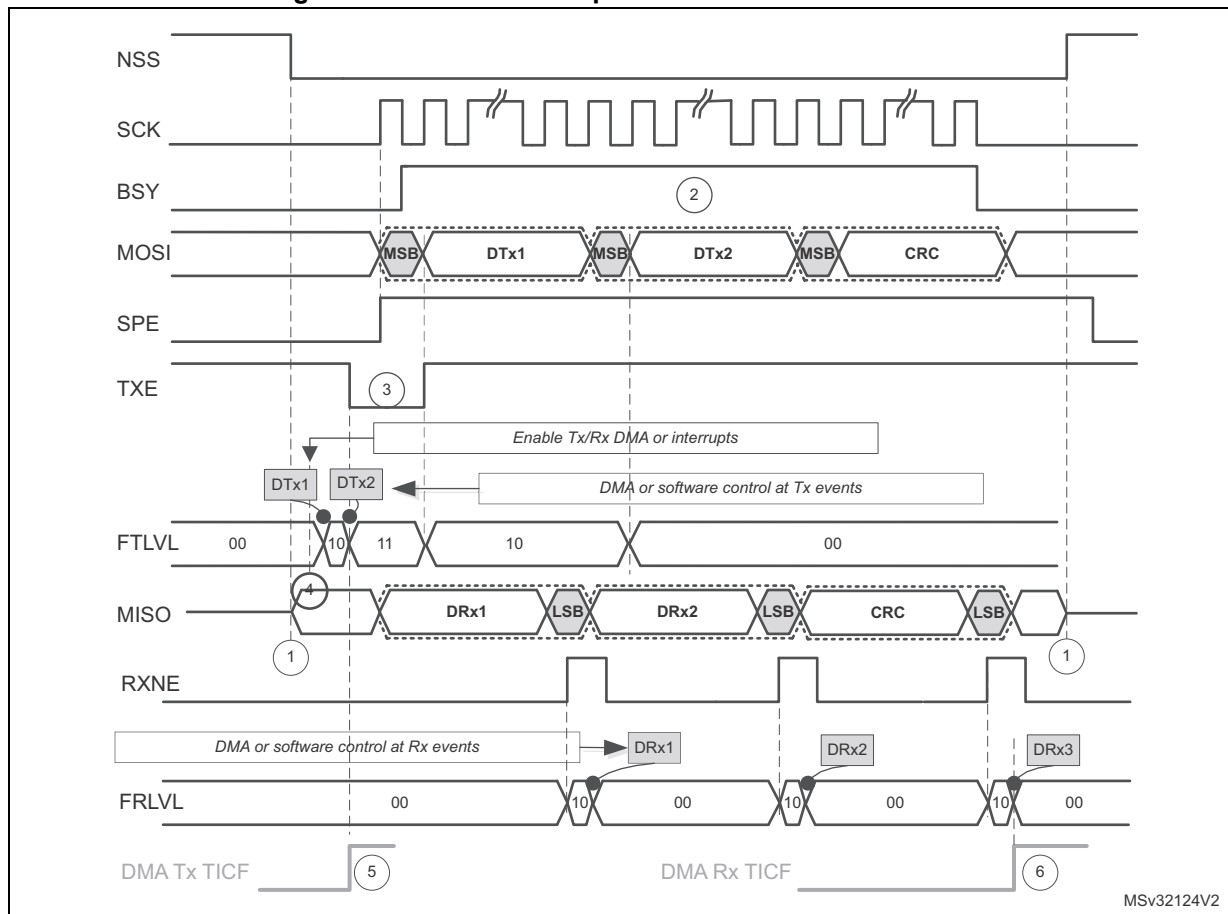 NSS
SCK
BSY
2
MOSI
MSB DTx1 MSB DTx2 MSB CRC
SPE
TXE
3
Enable Tx/Rx DMA or interrupts
DTx1 DTx2
DMA or software control at Tx events
FTLVL 00 10 11 10 00
4
MISO DRx1 LSB DRx2 LSB CRC LSB
1 1
RXNE
DMA or software control at Rx events DRx1 DRx2 DRx3
FRLVL 00 10 00 10 00 10 00
DMA Tx TICF 5 DMA Rx TICF 6
MSv32124V2